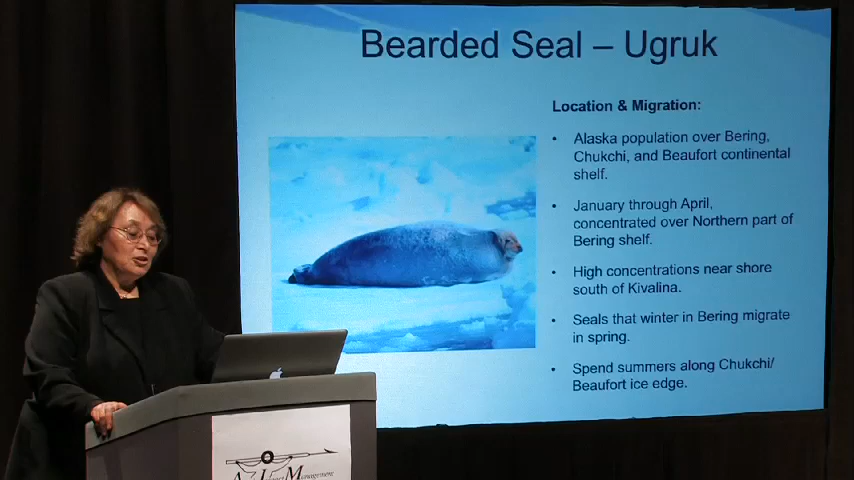 Bearded Seal – Ugruk
Location & Migration:
• Alaska population over Bering,
Chukchi, and Beaufort continental
shelf.
• January through April,
concentrated over Northern part of
Bering shelf.
• High concentrations near shore
south of Kivalina.
• Seals that winter in Bering migrate
in spring.
• Spend summers along Chukchi/
Beaufort ice edge.
Management